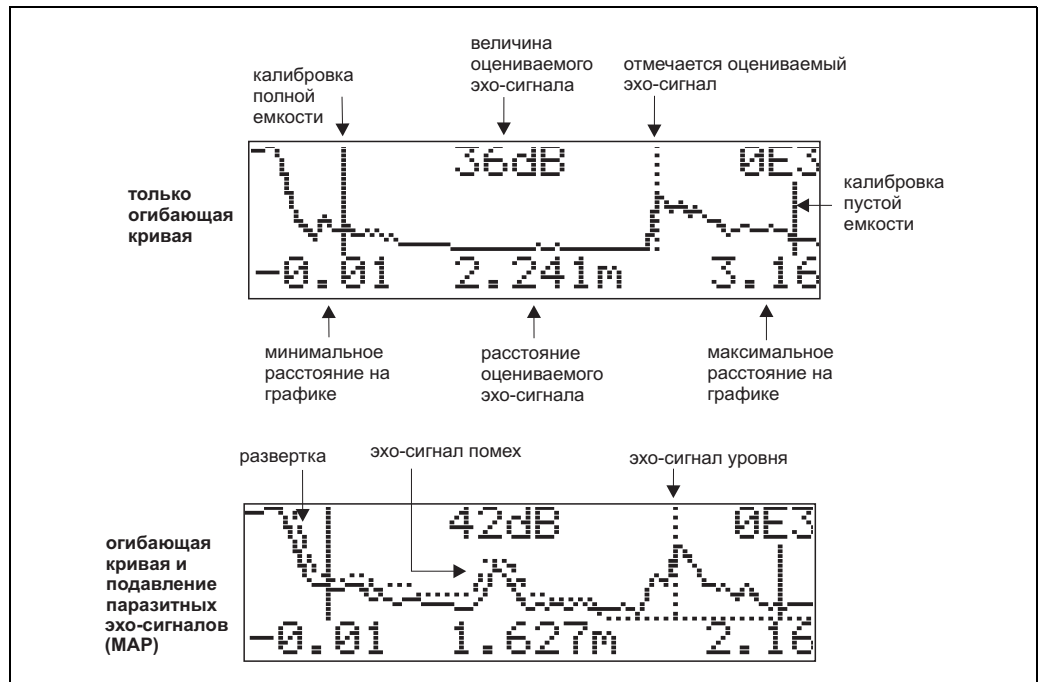 величина
оцениваемого
эхо-сигнала
отмечается оцениваемый
эхо-сигнал
калибровка
полной
емкости
36dB
0E3
только
огибающая
кривая
калибровка
пустой
емкости
-0.01 2.241m 3.16
минимальное
расстояние на
графике
расстояние
оцениваемого
эхо-сигнала
максимальное
расстояние на
графике
развертка
эхо-сигнал помех
эхо-сигнал уровня
42dB
0E3
огибающая
кривая и
подавление
паразитных
эхо-сигналов
(MAP)
-0.01 1.627m 2.16